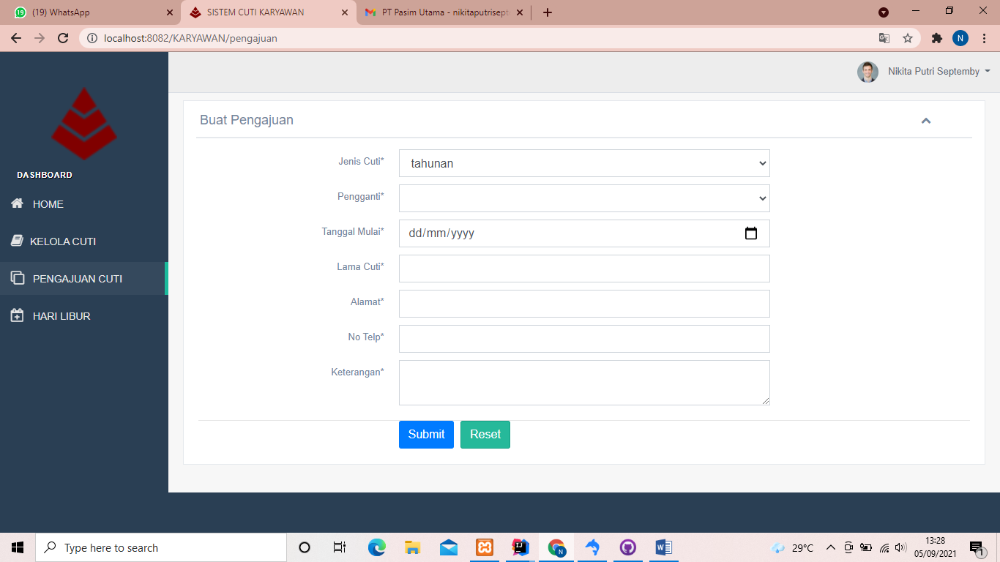 19 (19) WhatsApp
SISTEM CUTI KARYAWAN
PT Pasim Utama - nikitaputrisept
localhost:8082/KARYAWAN/pengajuan
N
Nikita Putri Septemby
DASHBOARD
HOME
KELOLA CUTI
PENGAJUAN CUTI
HARI LIBUR
Buat Pengajuan
Jenis Cuti* tahunan
Pengganti*
Tanggal Mulai* dd/mm/yyyy
Lama Cuti*
Alamat*
No Telp*
Keterangan*
Submit Reset
Type here to search
N
29°C
13:28
05/09/2021
1